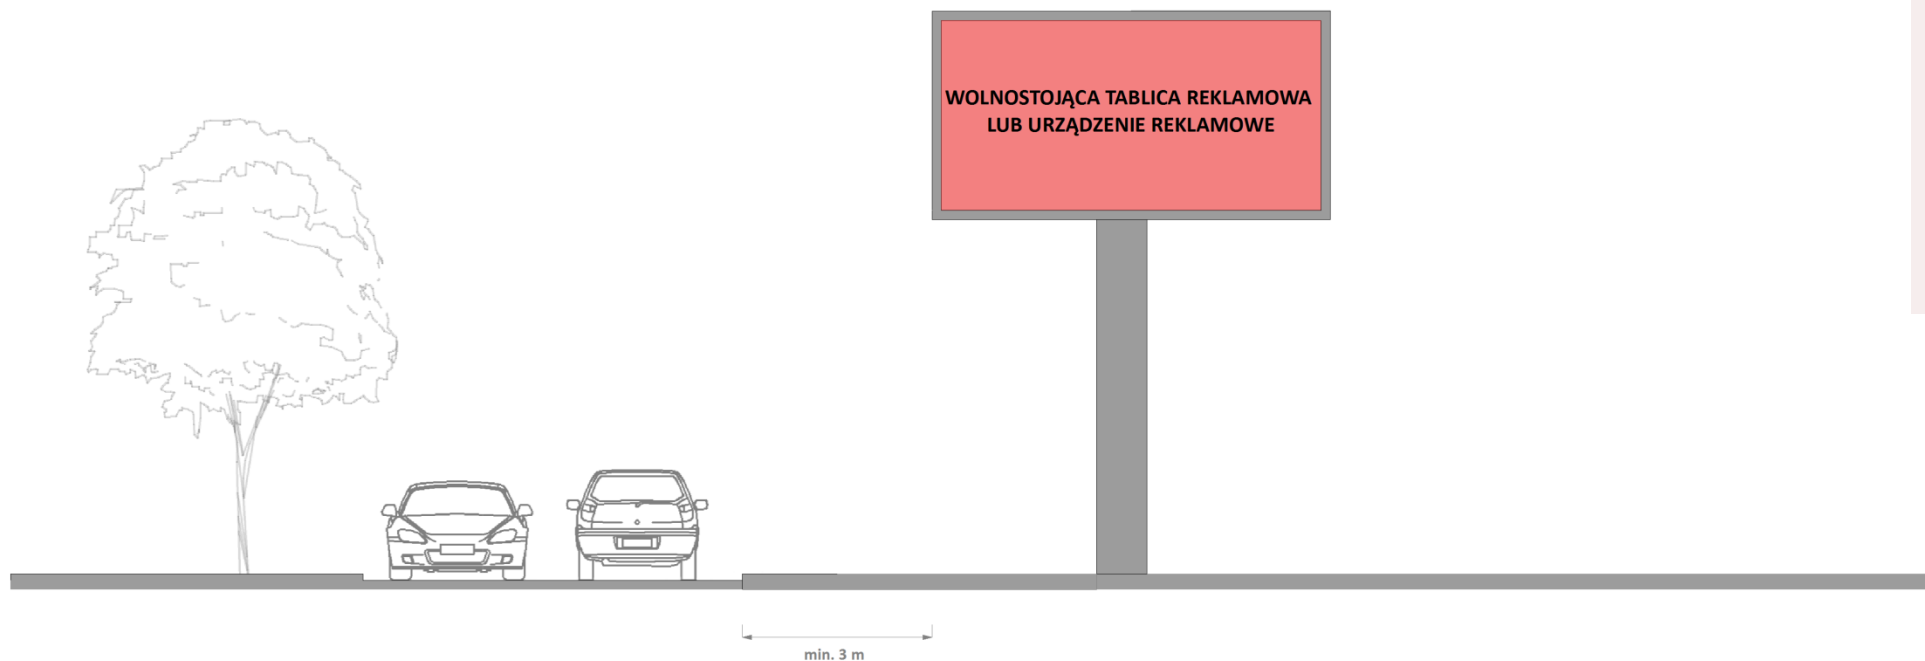 WOLNOSTOJĄCA TABLICA REKLAMOWA
LUB URZĄDZENIE REKLAMOWE
min. 3 m